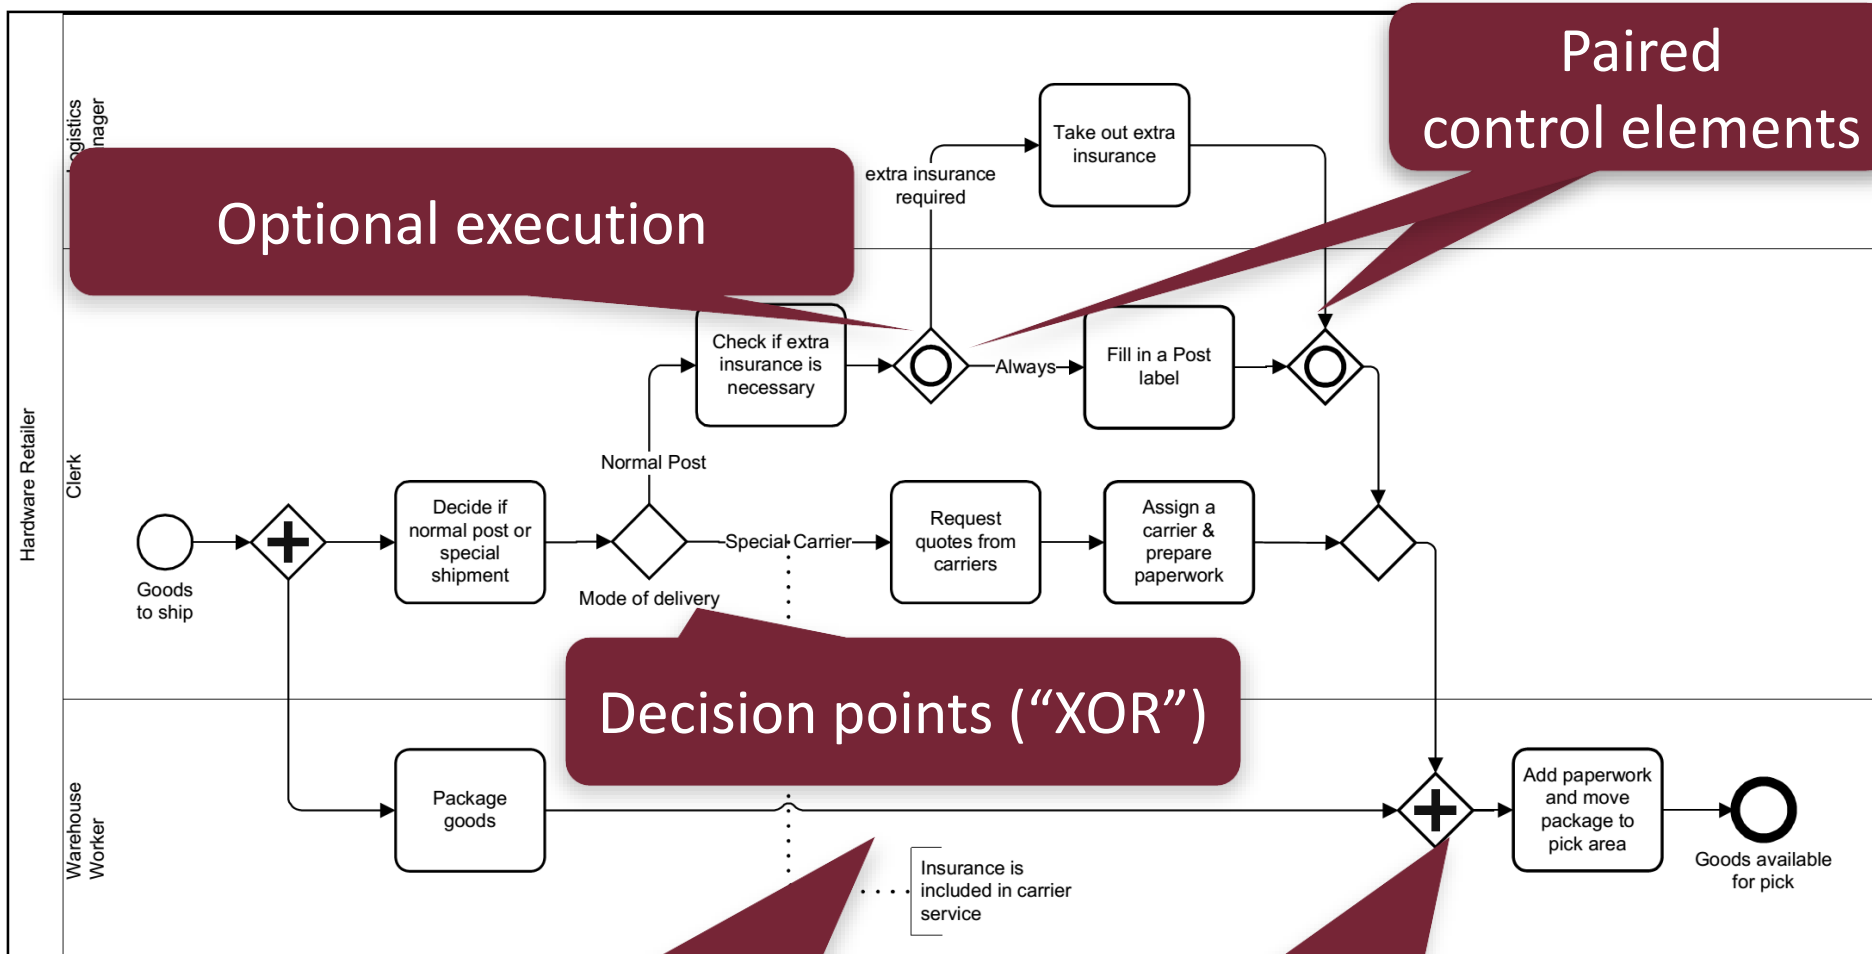 Paired
control elements
Optional execution
ogistics
nager
Take out extra
insurance
extra insurance
required
Check if extra
insurance is
necessary
Always
Fill in a Post
label
Normal Post
Hardware Retailer
Clerk
Goods
to ship
Decide if
normal post or
special
shipment
Mode of delivery
Special Carrier
Request
quotes from
carriers
Assign a
carrier &
prepare
paperwork
Decision points (“XOR”)
Warehouse
Worker
Package
goods
Insurance is
included in carrier
service
Add paperwork
and move
package to
pick area
Goods available
for pick